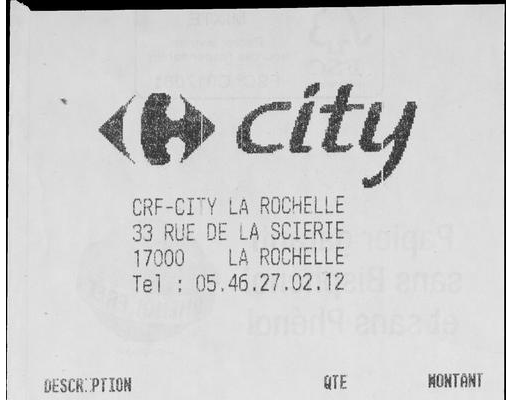 city
CRF-CITY LA ROCHELLE
33 RUE DE LA SCIERIE
17000 LA ROCHELLE
Tel : 05.46.27.02.12
Papier
sans Bisphénol
et sans Phénol
DESCRIPTION QTE MONTANT